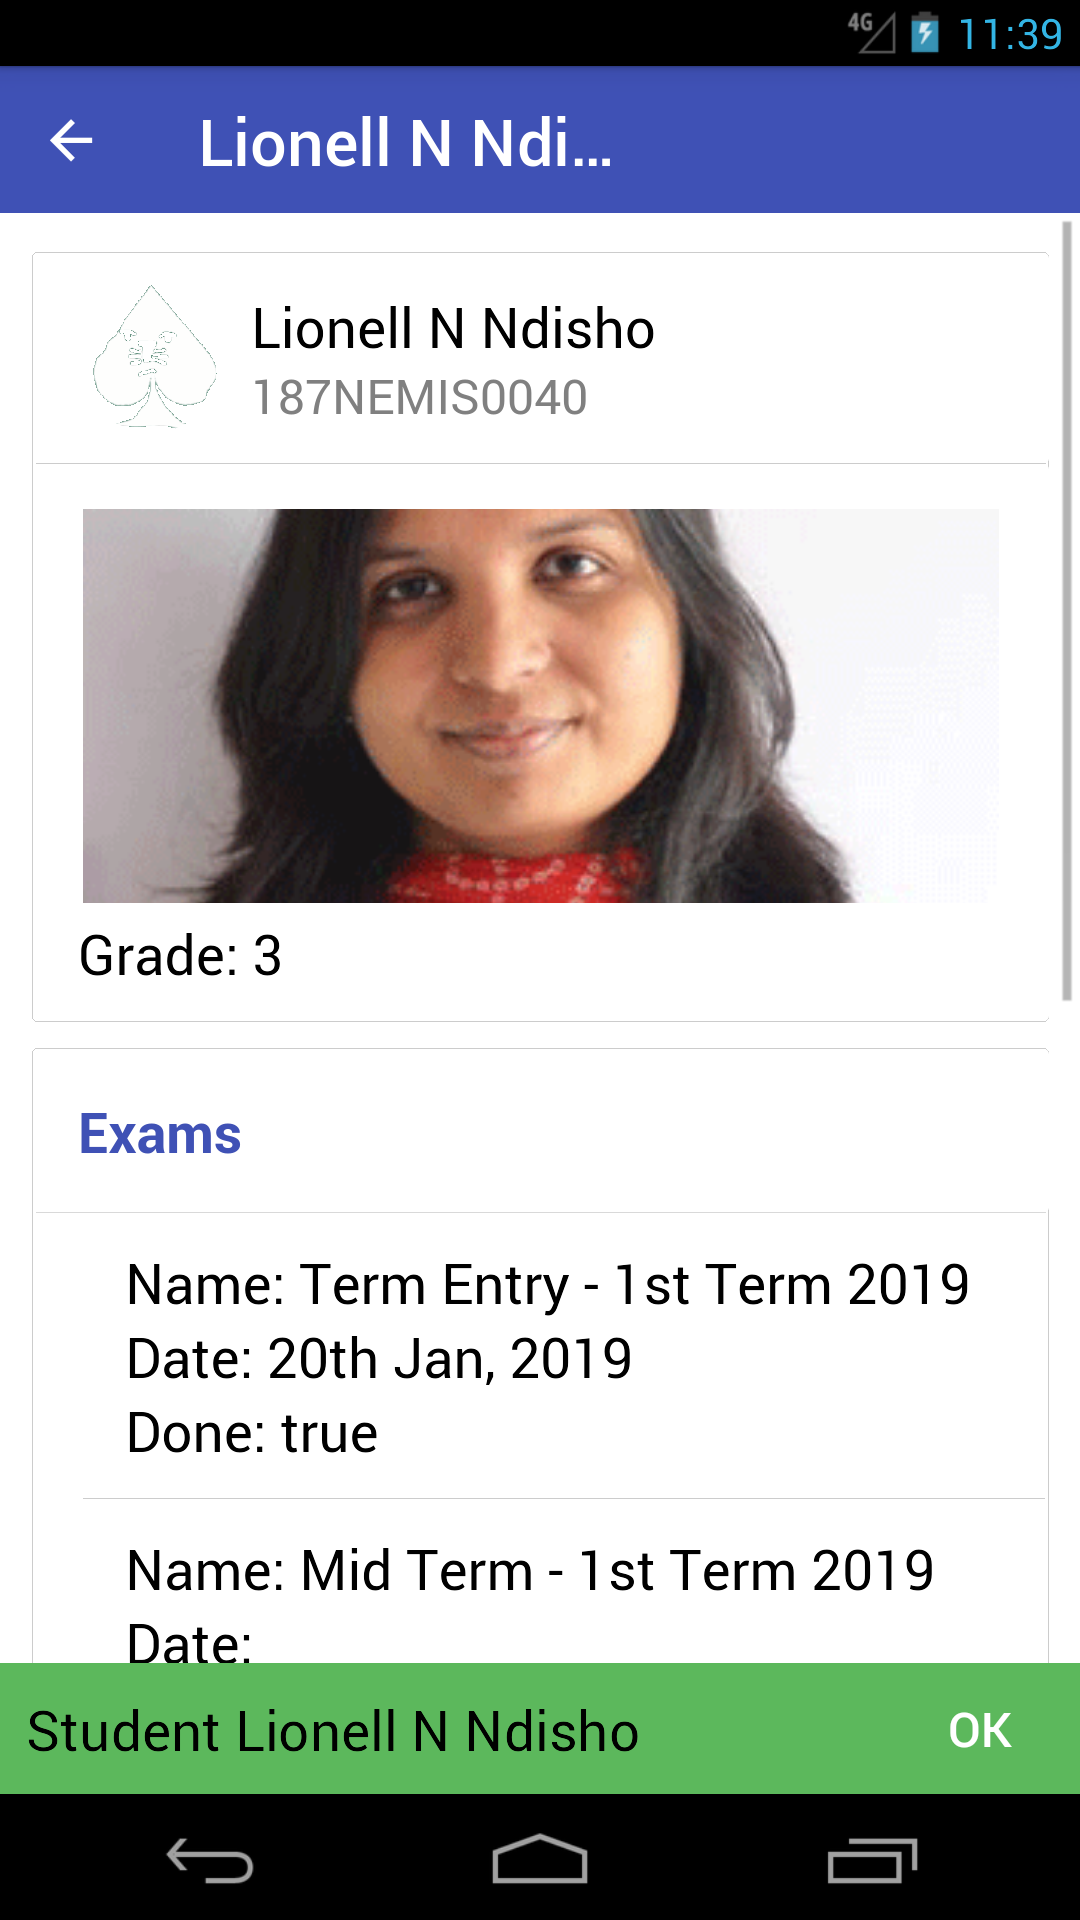 4G 11:39
Lionell N Ndi...
Lionell N Ndisho
187NEMIS0040
Grade: 3
Exams
Name: Term Entry - 1st Term 2019
Date: 20th Jan, 2019
Done: true
Name: Mid Term - 1st Term 2019
Date:
Student Lionell N Ndisho OK